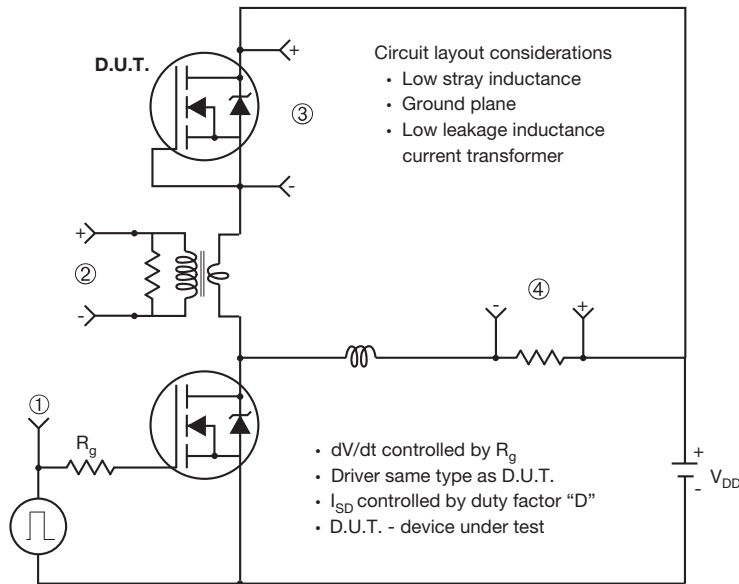 D.U.T.
+
③
-
Circuit layout considerations
• Low stray inductance
• Ground plane
• Low leakage inductance
current transformer
+
②
-
④
- +
①
Rg
• dV/dt controlled by Rg
• Driver same type as D.U.T.
• ISD controlled by duty factor “D”
• D.U.T. - device under test
+
VDD
-